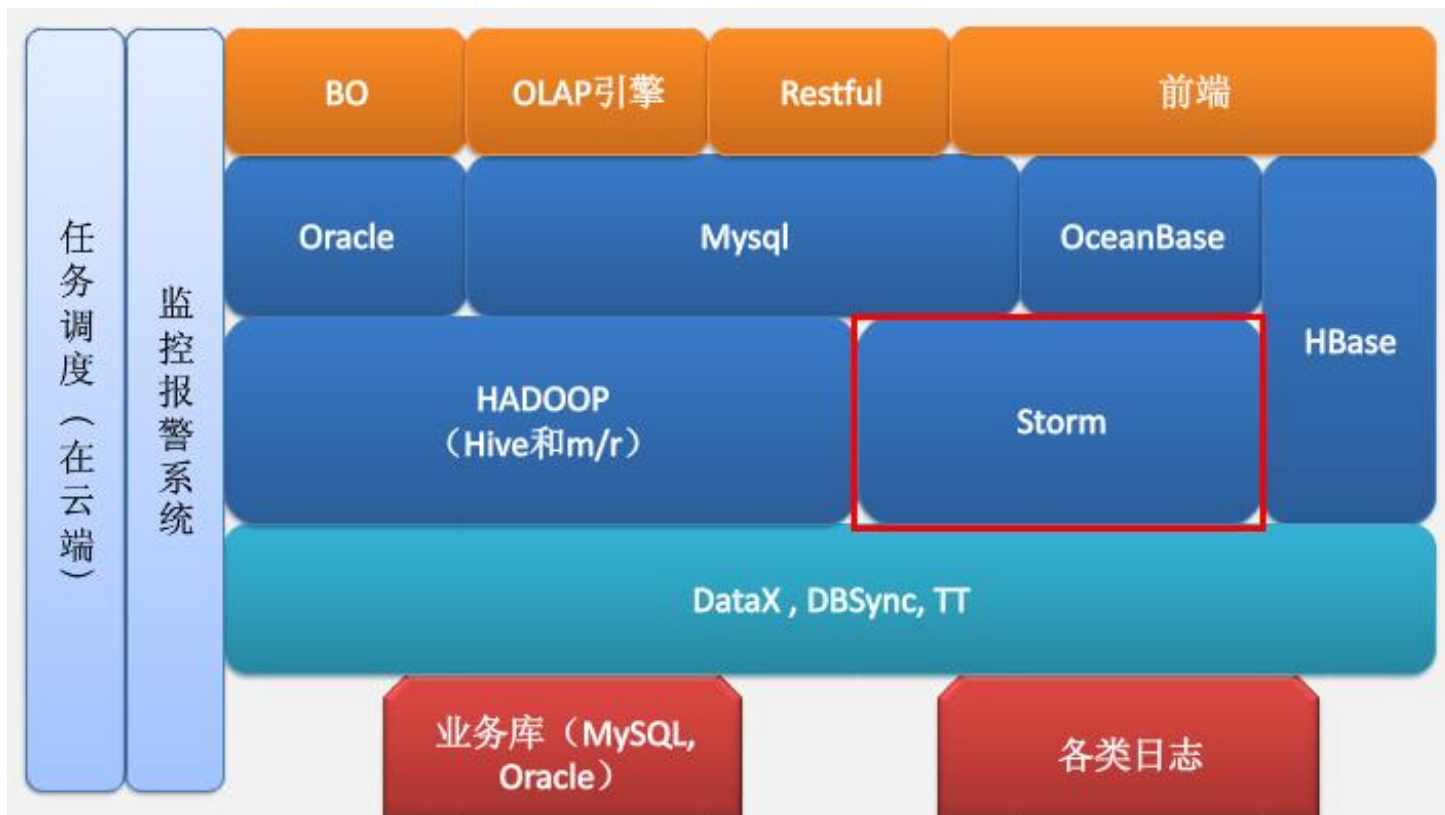 任务调度（在云端）
监控报警系统
BO
OLAP引擎
Restful
前端
Oracle
Mysql
OceanBase
HBase
HADOOP
（Hive和m/r）
Storm
DataX , DBSync, TT
业务库（MySQL,
Oracle）
各类日志